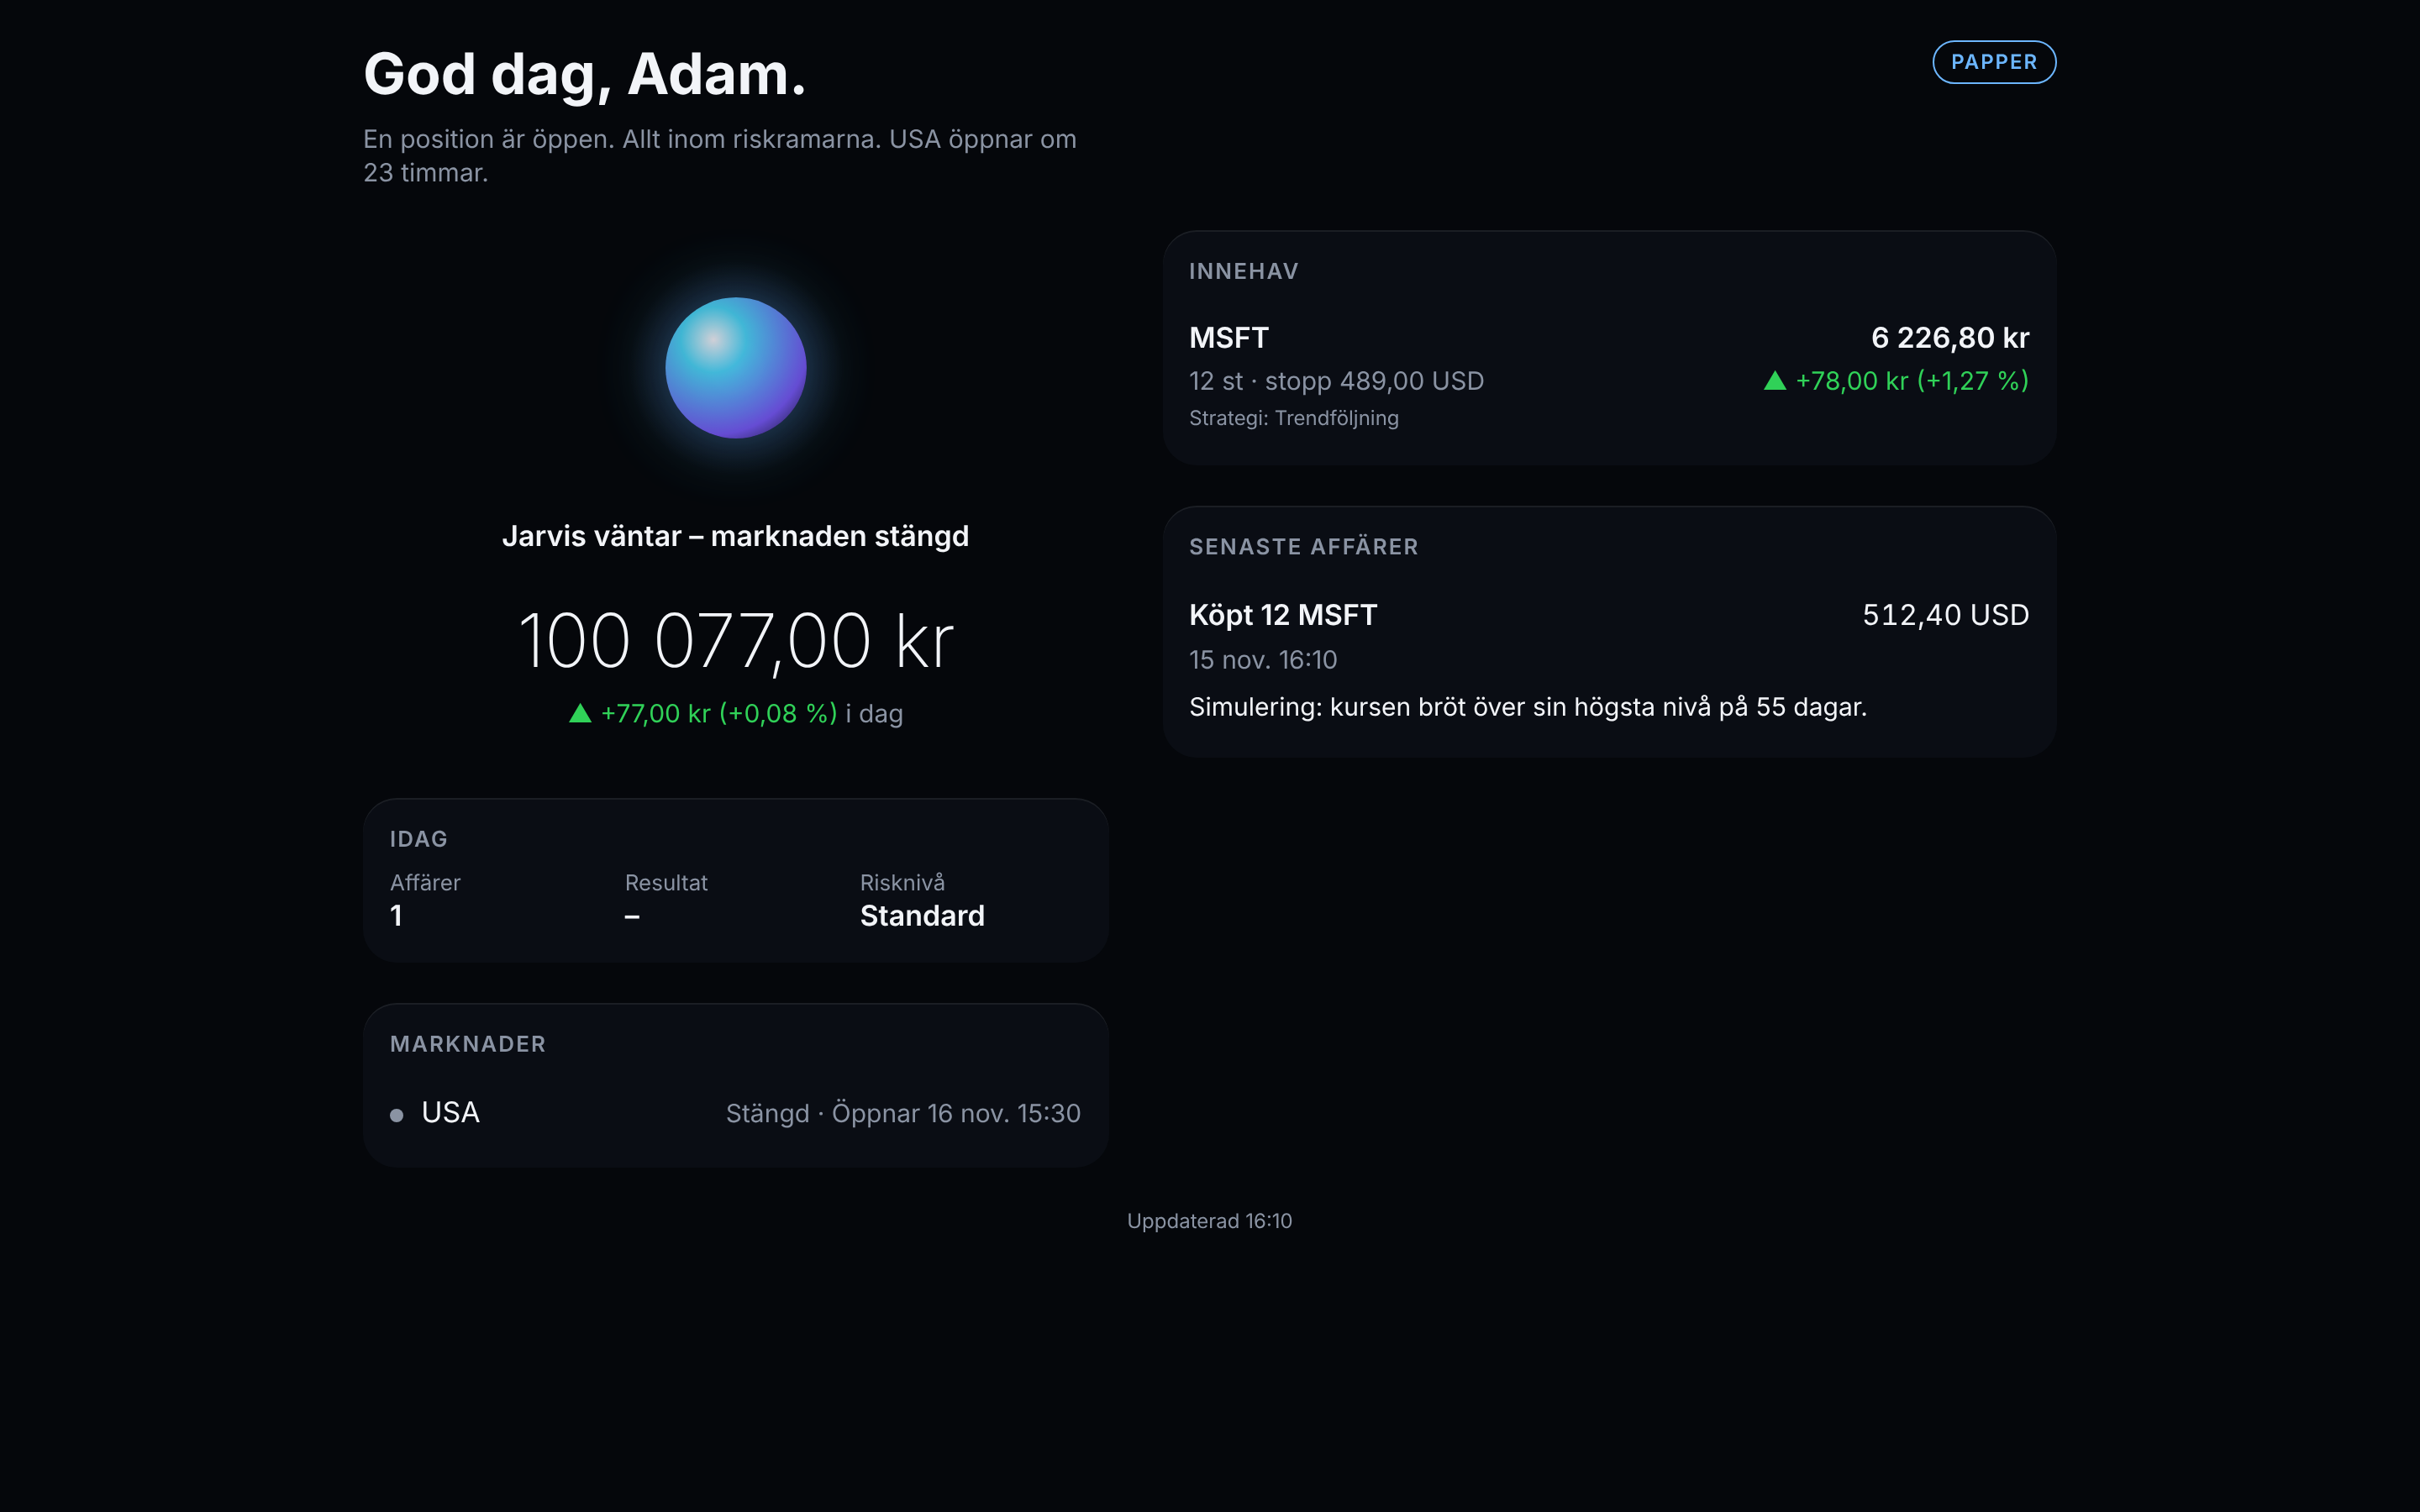 God dag, Adam.
PAPPER
En position är öppen. Allt inom riskramarna. USA öppnar om
23 timmar.
Jarvis väntar – marknaden stängd
100 077,00 kr
▲ +77,00 kr (+0,08 %) i dag
IDAG
Affärer Resultat Risknivå
1 – Standard
MARKNADER
USA Stängd · Öppnar 16 nov. 15:30
INNEHAV
MSFT 6 226,80 kr
12 st · stopp 489,00 USD ▲ +78,00 kr (+1,27 %)
Strategi: Trendföljning
SENASTE AFFÄRER
Köpt 12 MSFT 512,40 USD
15 nov. 16:10
Simulering: kursen bröt över sin högsta nivå på 55 dagar.
Uppdaterad 16:10